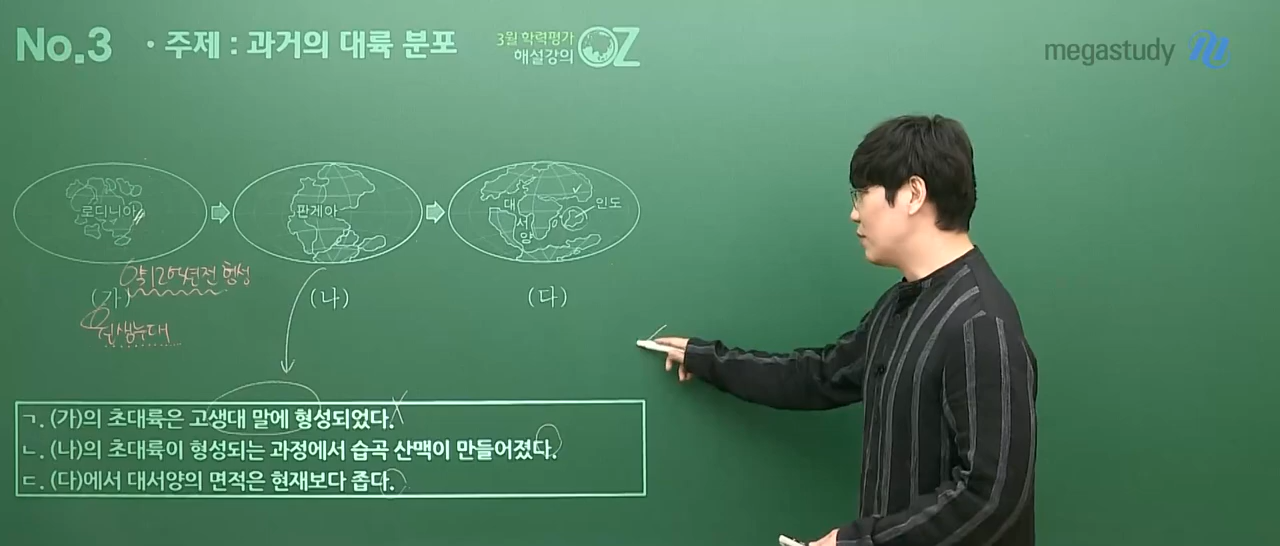 No.3 · 주제 : 과거의 대륙 분포
3월 학력평가
해설강의 OZ
megastudy
로디니아
판게아
대
서
양
인도
약 12억년전 형성
(가)
(나)
(다)
선생누대
ㄱ. (가)의 초대륙은 고생대 말에 형성되었다. X
ㄴ. (나)의 초대륙이 형성되는 과정에서 습곡 산맥이 만들어졌다.
ㄷ. (다)에서 대서양의 면적은 현재보다 좁다.